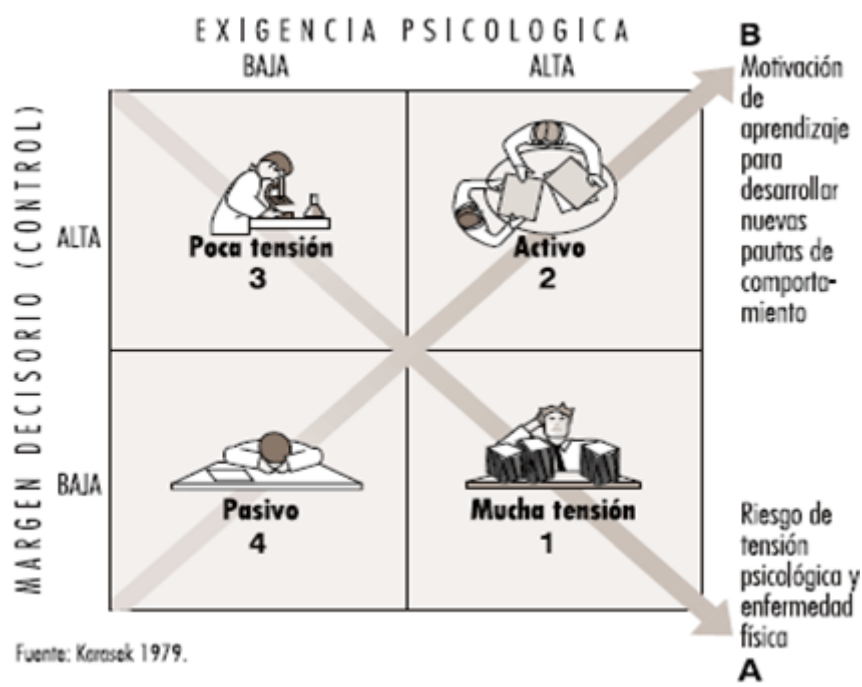 EXIGENCIA PSICOLOGICA
BAJA
ALTA
B
Motivación
de
aprendizaje
para
desarrollar
nuevas
pautas de
comporta-
miento
MARGEN DECISORIO (CONTROL)
ALTA
Poca tensión
3
Activo
2
BAJA
Pasivo
4
Mucha tensión
1
Riesgo de
tensión
psicológica y
enfermedad
física
A
Fuente: Karasek 1979.